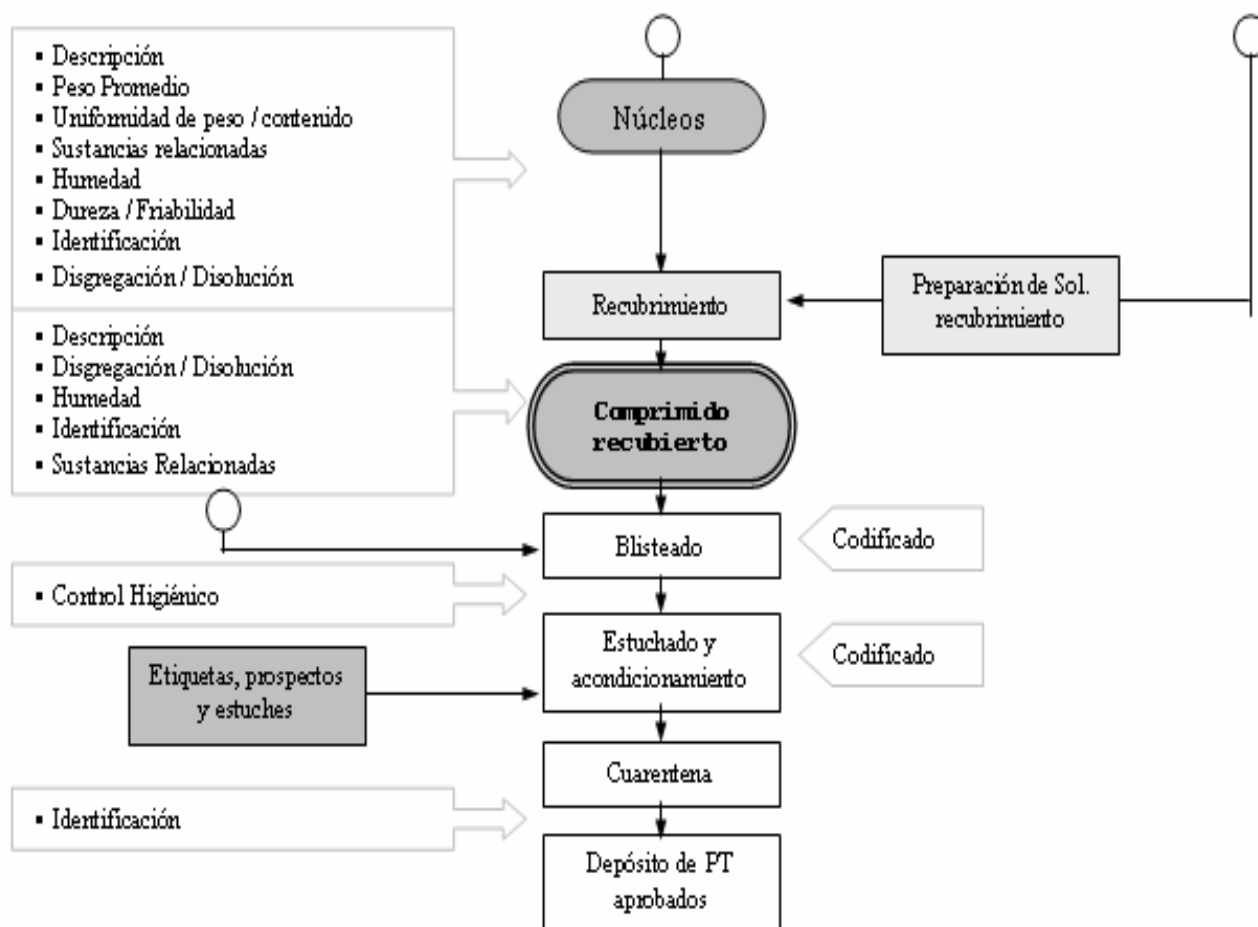 ▪ Descripción
▪ Peso Promedio
▪ Uniformidad de peso / contenido
▪ Sustancias relacionadas
▪ Humedad
▪ Dureza / Friabilidad
▪ Identificación
▪ Disgregación / Disolución
Núcleos
Recubrimiento
Preparación de Sol.
recubrimiento
▪ Descripción
▪ Disgregación / Disolución
▪ Humedad
▪ Identificación
▪ Sustancias Relacionadas
Comprimido
recubierto
Blisteado
Codificado
▪ Control Higiénico
Estuchado y
acondicionamiento
Codificado
Etiquetas, prospectos
y estuches
Cuarentena
▪ Identificación
Depósito de PT
aprobados